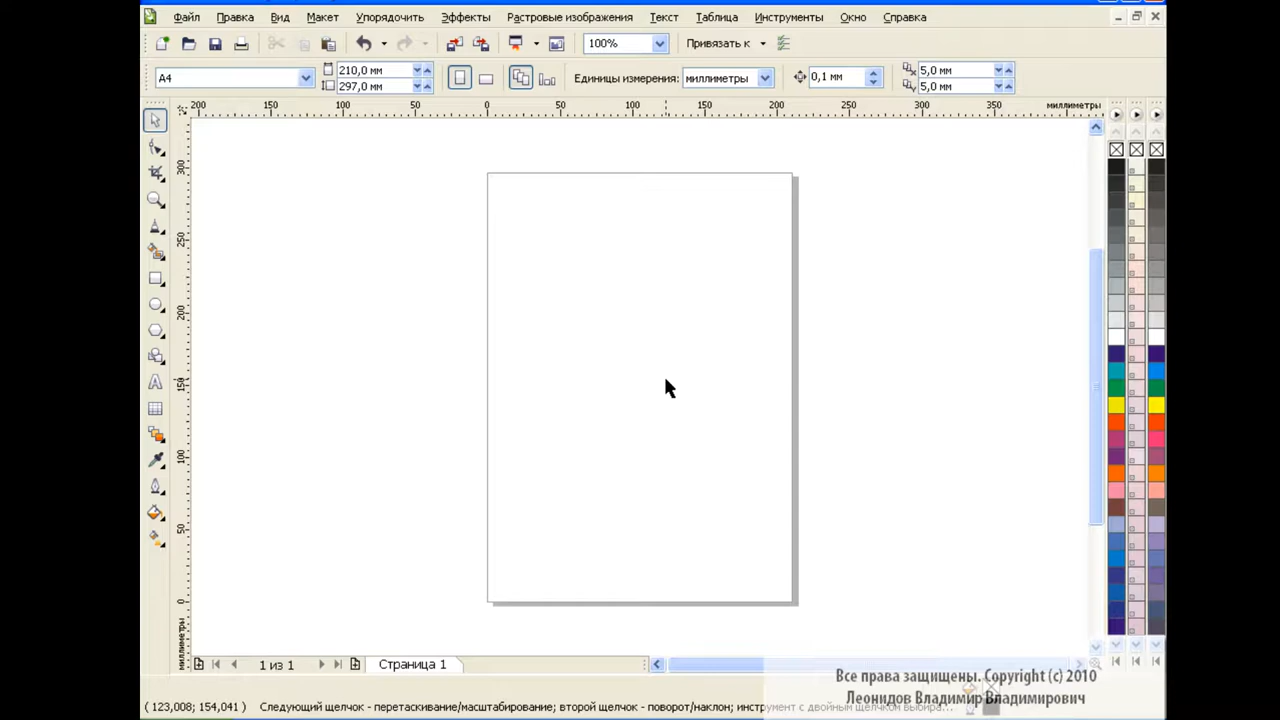 Файл Правка Вид Макет Упорядочить Эффекты Растровые изображения Текст Таблица Инструменты Окно Справка
100% Привязать к
A4 210,0 мм 297,0 мм Единицы измерения: миллиметры 0,1 мм 5,0 мм 5,0 мм
200 150 100 50 0 50 100 150 200 250 300 350 миллиметры
300
250
200
150
100
50
0
миллиметры
1 из 1 Страница 1
Все права защищены. Copyright (c) 2010
Леонидов Владимир Владимирович
( 123,008; 154,041 ) Следующий щелчок - перетаскивание/масштабирование; второй щелчок - поворот/наклон; инструмент с двойным щелчком выбира...